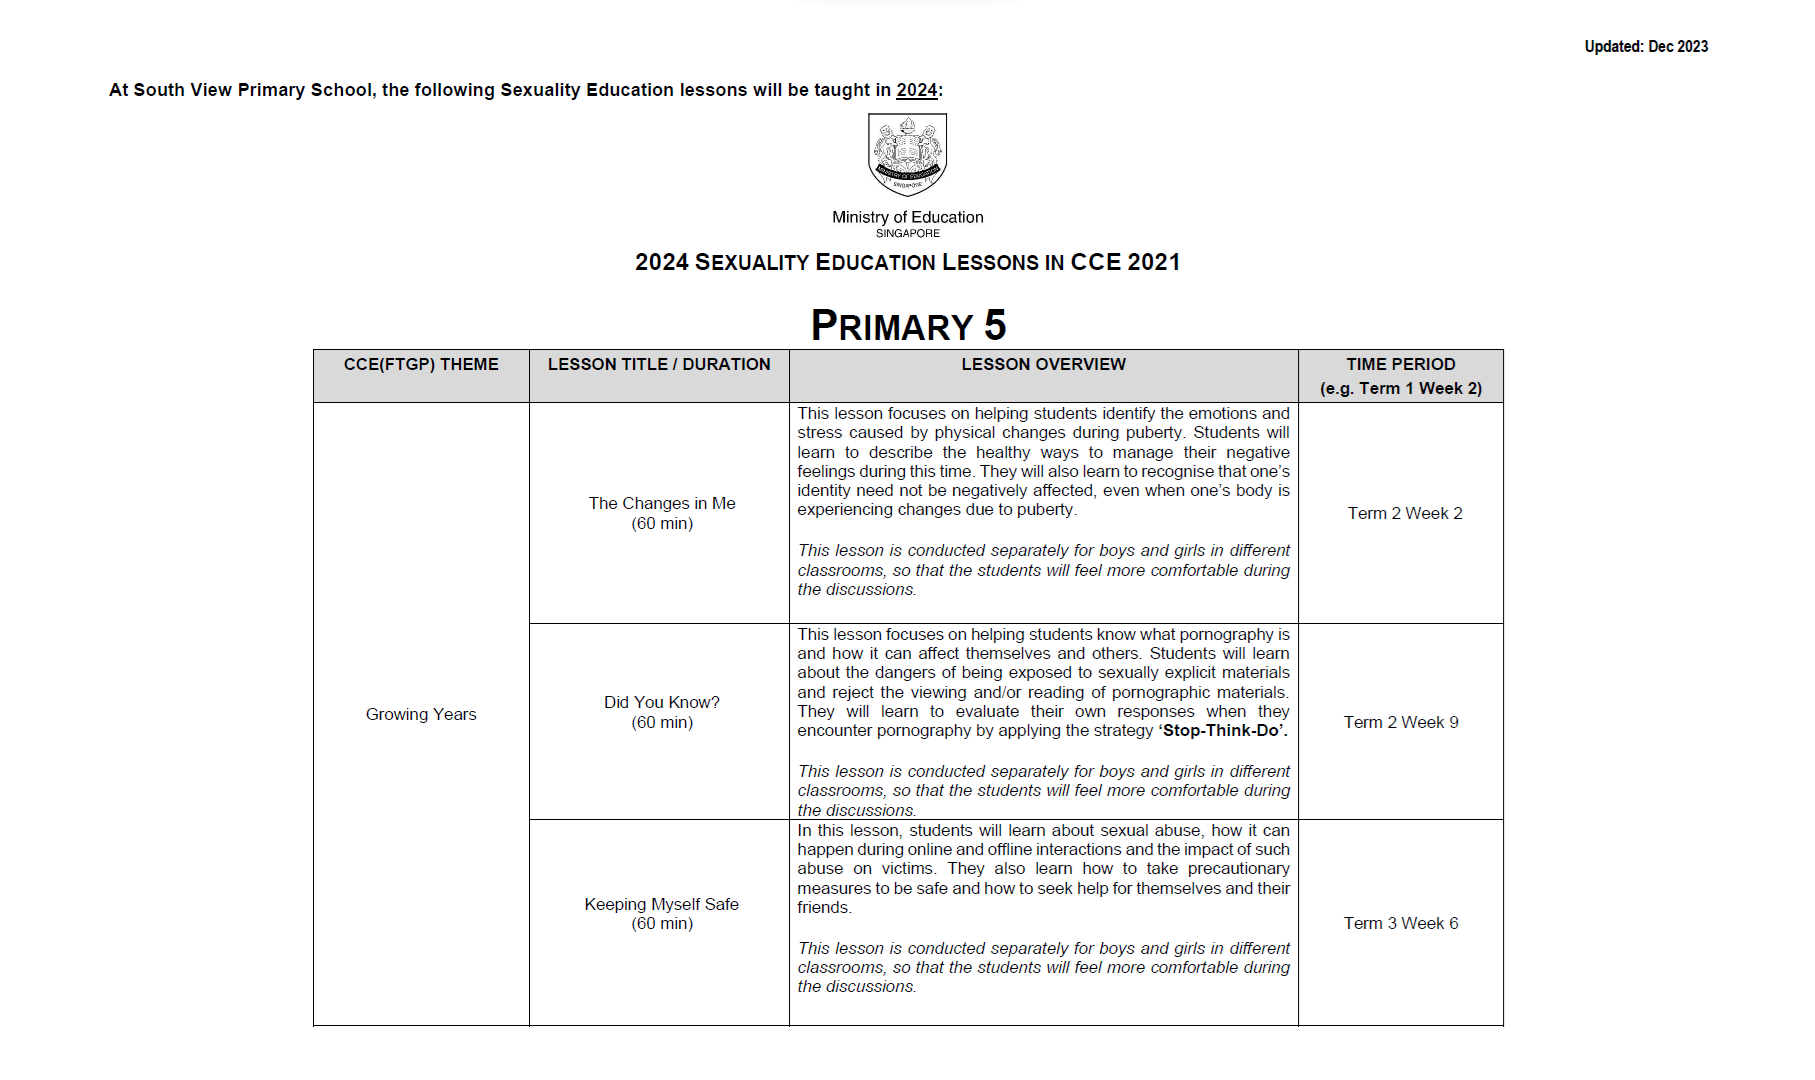 Updated: Dec 2023
At South View Primary School, the following Sexuality Education lessons will be taught in 2024:
MINISTRY OF EDUCATION
SINGAPORE
Ministry of Education
SINGAPORE
2024 SEXUALITY EDUCATION LESSONS IN CCE 2021
PRIMARY 5
CCE(FTGP) THEME
LESSON TITLE / DURATION
LESSON OVERVIEW
TIME PERIOD
(e.g. Term 1 Week 2)
Growing Years
The Changes in Me
(60 min)
This lesson focuses on helping students identify the emotions and
stress caused by physical changes during puberty. Students will
learn to describe the healthy ways to manage their negative
feelings during this time. They will also learn to recognise that one’s
identity need not be negatively affected, even when one’s body is
experiencing changes due to puberty.
This lesson is conducted separately for boys and girls in different
classrooms, so that the students will feel more comfortable during
the discussions.
Term 2 Week 2
Did You Know?
(60 min)
This lesson focuses on helping students know what pornography is
and how it can affect themselves and others. Students will learn
about the dangers of being exposed to sexually explicit materials
and reject the viewing and/or reading of pornographic materials.
They will learn to evaluate their own responses when they
encounter pornography by applying the strategy ‘Stop-Think-Do’.
This lesson is conducted separately for boys and girls in different
classrooms, so that the students will feel more comfortable during
the discussions.
Term 2 Week 9
Keeping Myself Safe
(60 min)
In this lesson, students will learn about sexual abuse, how it can
happen during online and offline interactions and the impact of such
abuse on victims. They also learn how to take precautionary
measures to be safe and how to seek help for themselves and their
friends.
This lesson is conducted separately for boys and girls in different
classrooms, so that the students will feel more comfortable during
the discussions.
Term 3 Week 6